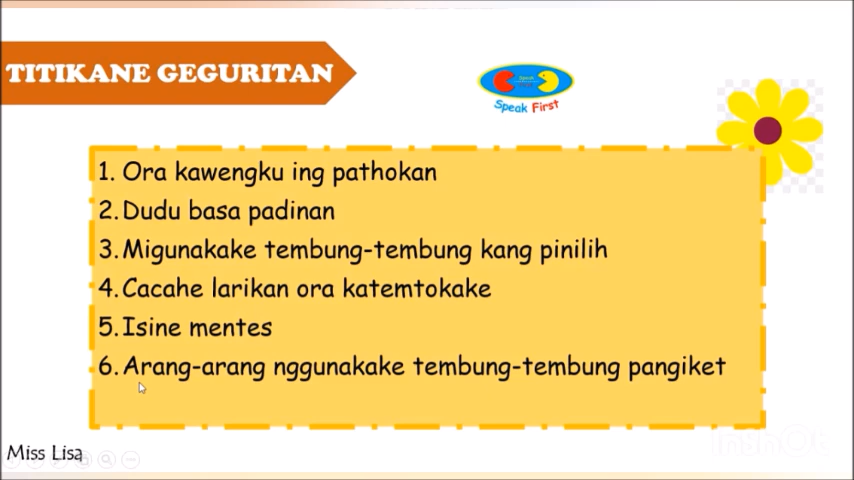 TITIKANE GEGURITAN
Speak First
1. Ora kawengku ing pathokan
2. Dudu basa padinan
3. Migunakake tembung-tembung kang pinilih
4. Cacahe larikan ora katemtokake
5. Isine mentes
6. Arang-arang nggunakake tembung-tembung pangiket
Miss Lisa